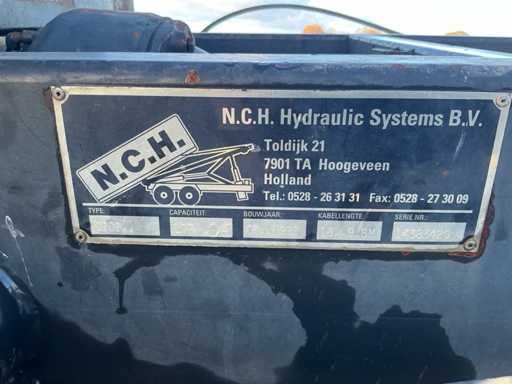 N.C.H. Hydraulic Systems B.V.
N.C.H.
Toldijk 21
7901 TA Hoogeveen
Holland
Tel.: 0528 - 26 31 31 Fax: 0528 - 27 30 09
TYPE: CAPACITEIT: BOUWJAAR: KABELLENGTE: SERIE NR.: